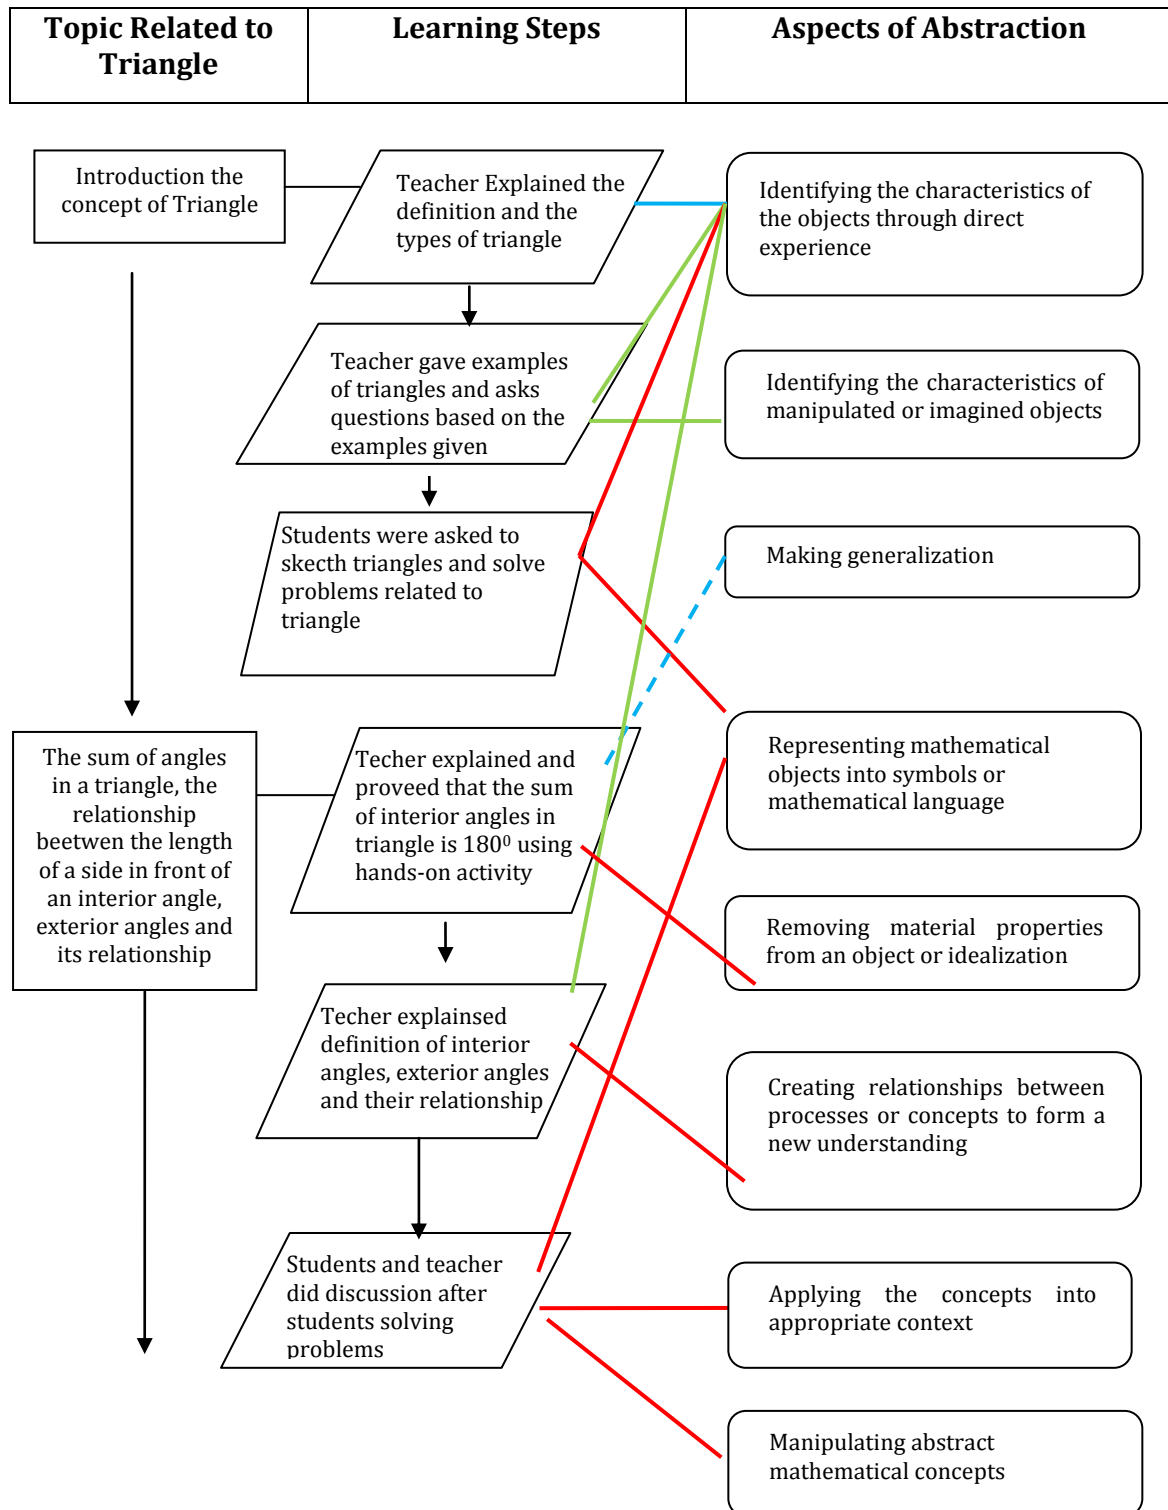 Topic Related to
Triangle
Learning Steps
Aspects of Abstraction
Introduction the
concept of Triangle
Teacher Explained the
definition and the
types of triangle
Identifying the characteristics of
the objects through direct
experience
Teacher gave examples
of triangles and asks
questions based on the
examples given
Identifying the characteristics of
manipulated or imagined objects
Students were asked to
skecth triangles and solve
problems related to
triangle
Making generalization
The sum of angles
in a triangle, the
relationship
beetwen the length
of a side in front of
an interior angle,
exterior angles and
its relationship
Techer explained and
proveed that the sum
of interior angles in
triangle is 180⁰ using
hands-on activity
Representing mathematical
objects into symbols or
mathematical language
Removing material properties
from an object or idealization
Techer explainsed
definition of interior
angles, exterior angles
and their relationship
Creating relationships between
processes or concepts to form a
new understanding
Students and teacher
did discussion after
students solving
problems
Applying the concepts into
appropriate context
Manipulating abstract
mathematical concepts